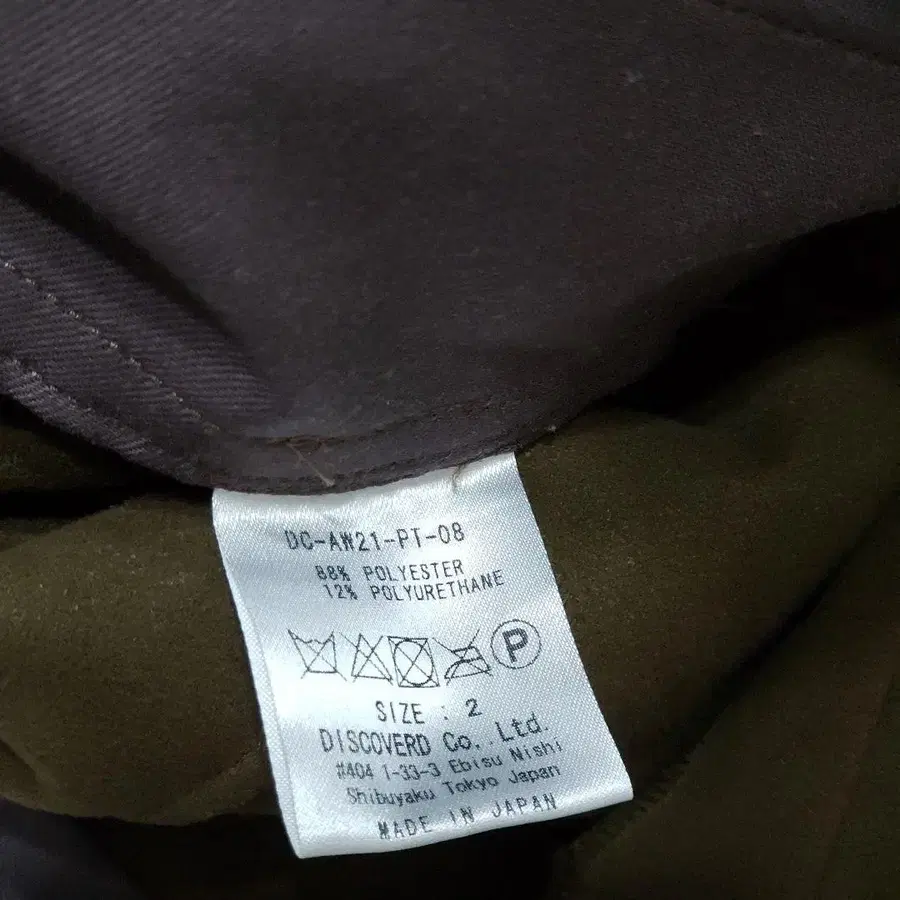 DC-AW21-PT-08
88% POLYESTER
12% POLYURETHANE
P
SIZE : 2
DISCOVERD Co,.Ltd.
#404 1-33-3 Ebisu Nishi
Shibuyaku Tokyo Japan
MADE IN JAPAN